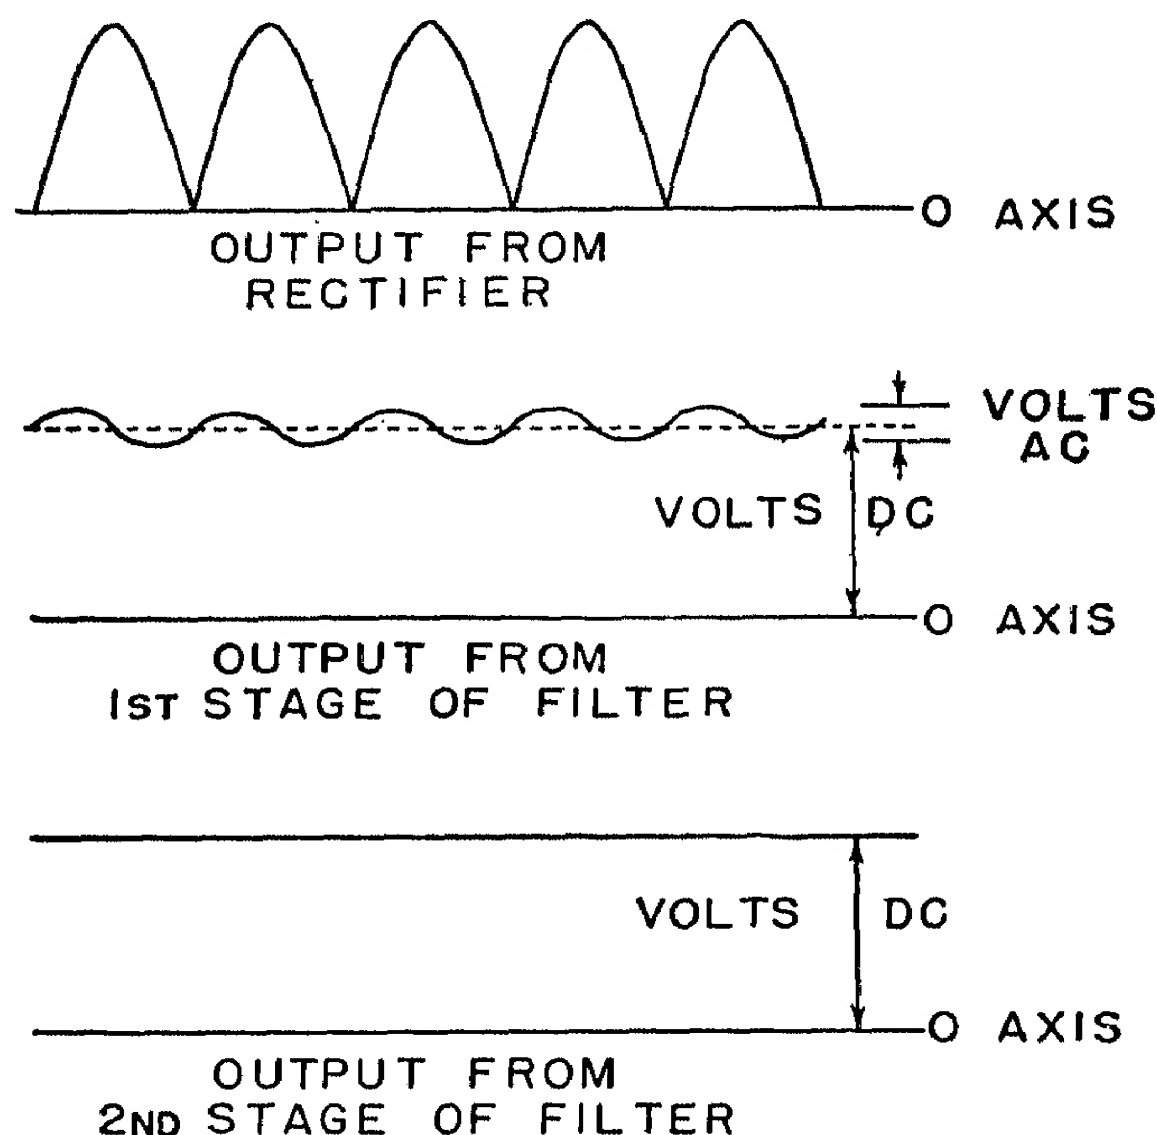 O AXIS
OUTPUT FROM
RECTIFIER
VOLTS
AC
VOLTS DC
O AXIS
OUTPUT FROM
1ST STAGE OF FILTER
VOLTS DC
O AXIS
OUTPUT FROM
2ND STAGE OF FILTER